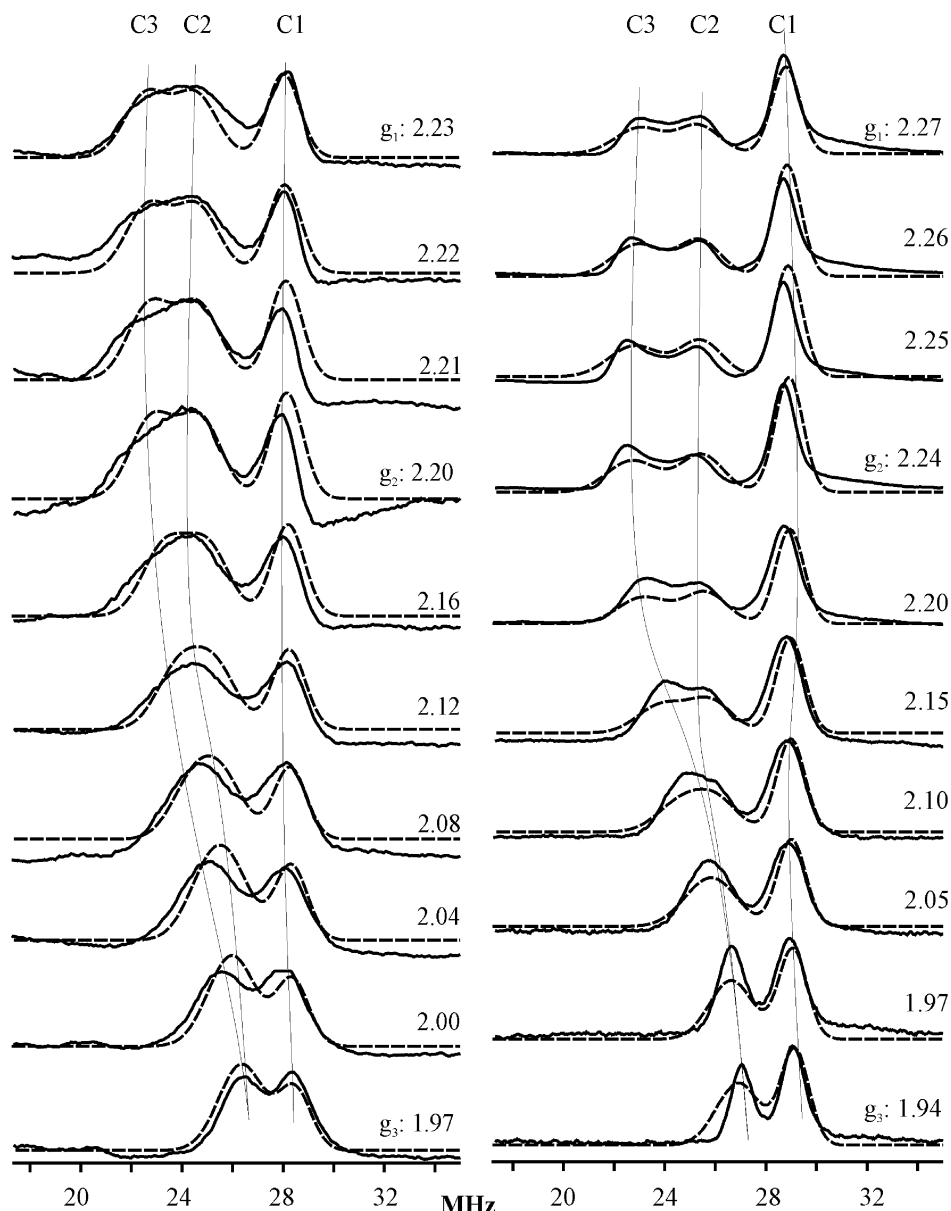 C3 C2 C1 C3 C2 C1
g₁: 2.23 g₁: 2.27
2.22 2.26
2.21 2.25
g₂: 2.20 g₂: 2.24
2.16 2.20
2.12 2.15
2.08 2.10
2.04 2.05
2.00 1.97
g₃: 1.97 g₃: 1.94
20 24 28 32 20 24 28 32
MHz